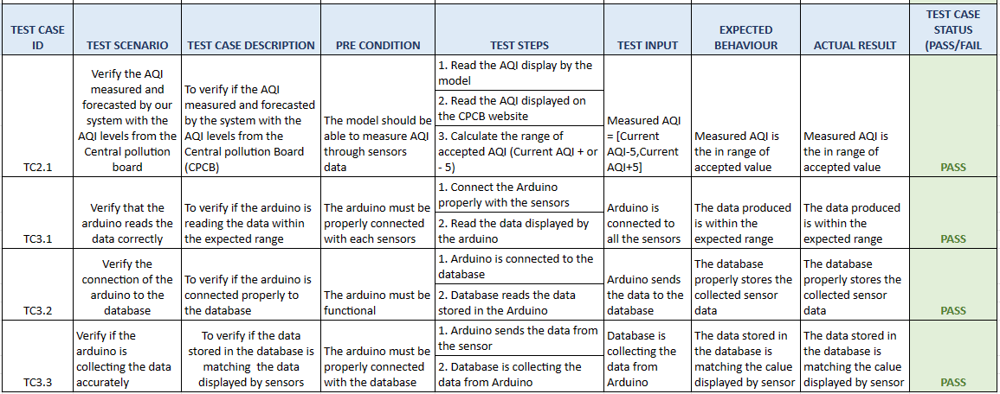 TEST CASE ID
TEST SCENARIO
TEST CASE DESCRIPTION
PRE CONDITION
TEST STEPS
TEST INPUT
EXPECTED BEHAVIOUR
ACTUAL RESULT
TEST CASE STATUS (PASS/FAIL
TC2.1
Verify the AQI
measured and
forecasted by our
system with the
AQI levels from the
Central pollution
board
To verify if the AQI
measured and forecasted
by the system with the
AQI levels from the
Central pollution Board
(CPCB)
The model should be
able to measure AQI
through sensors
data
1. Read the AQI display by the
model
2. Read the AQI displayed on
the CPCB website
3. Calculate the range of
accepted AQI (Current AQI + or
- 5)
Measured AQI
= [Current
AQI-5,Current
AQI+5]
Measured AQI is
the in range of
accepted value
Measured AQI is
the in range of
accepted value
PASS
TC3.1
Verify that the
arduino reads the
data correctly
To verify if the arduino is
reading the data within
the expected range
The arduino must be
properly connected
with each sensors
1. Connect the Arduino
properly with the sensors
2. Read the data displayed by
the arduino
Arduino is
connected to
all the sensors
The data produced
is within the
expected range
The data produced
is within the
expected range
PASS
TC3.2
Verify the
connection of the
arduino to the
database
To verify if the arduino is
connected properly to
the database
The arduino must be
functional
1. Arduino is connected to the
database
2. Database reads the data
stored in the Arduino
Arduino sends
the data to the
database
The database
properly stores the
collected sensor
data
The database
properly stores the
collected sensor
data
PASS
TC3.3
Verify if the
arduino is
collecting the data
accurately
To verify if the data
stored in the database is
matching the data
displayed by sensors
The arduino must be
properly connected
with the database
1. Arduino sends the data from
the sensor
2. Database is collecting the
data from Arduino
Database is
collecting the
data from
Arduino
The data stored in
the database is
matching the calue
displayed by sensor
The data stored in
the database is
matching the calue
displayed by sensor
PASS